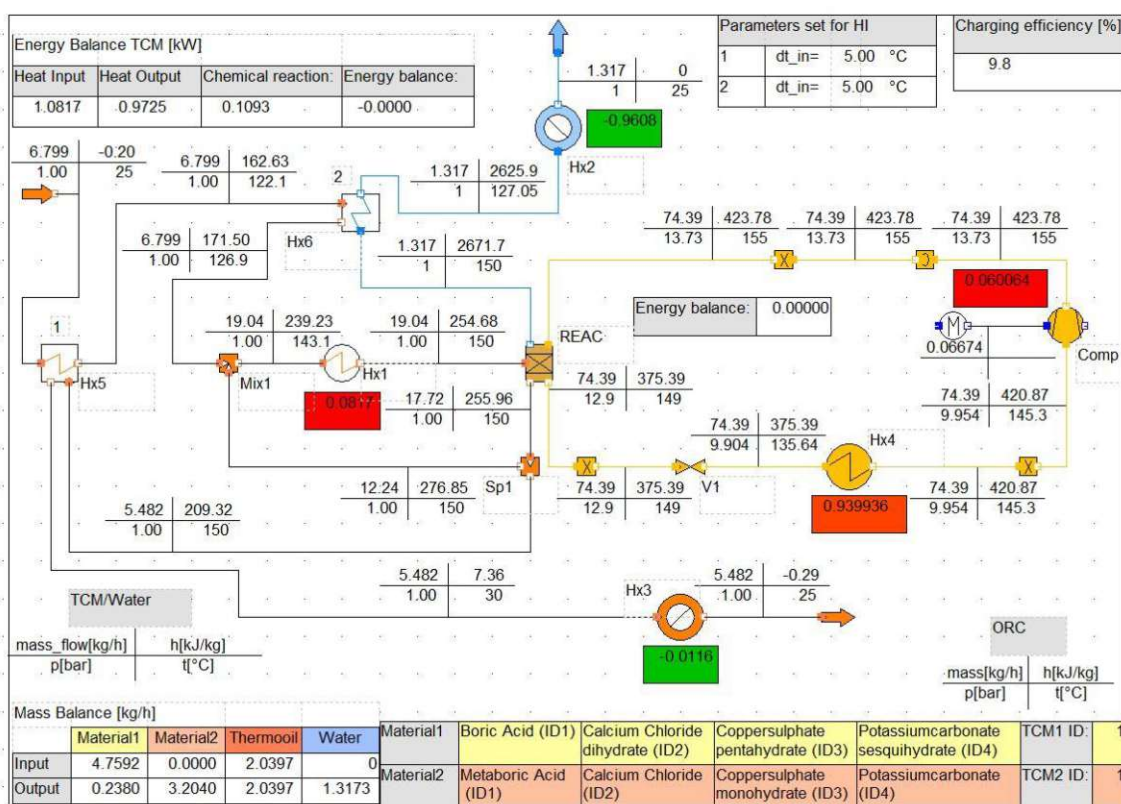 Energy Balance TCM [kW]
Heat Input Heat Output Chemical reaction: Energy balance:
1.0817 0.9725 0.1093 -0.0000
Parameters set for HI
1 dt_in= 5.00 °C
2 dt_in= 5.00 °C
Charging efficiency [%]
9.8
1.317 0
1 25
-0.9608
Hx2
6.799 -0.20
1.00 25
6.799 162.63
1.00 122.1
2
1.317 2625.9
1 127.05
6.799 171.50
1.00 126.9
Hx6
1.317 2671.7
1 150
74.39 423.78 74.39 423.78 74.39 423.78
13.73 155 13.73 155 13.73 155
0.060064
Energy balance: 0.00000
M
Comp
0.06674
1
Hx5
19.04 239.23
1.00 143.1
19.04 254.68
1.00 150
REAC
Mix1
Hx1
0.0817
17.72 255.96
1.00 150
74.39 375.39
12.9 149
74.39 420.87
9.954 145.3
74.39 375.39
9.904 135.64
Hx4
12.24 276.85
1.00 150
Sp1
74.39 375.39
12.9 149
V1
0.939936
74.39 420.87
9.954 145.3
5.482 209.32
1.00 150
5.482 7.36
1.00 30
Hx3
5.482 -0.29
1.00 25
-0.0116
TCM/Water
mass_flow[kg/h] h[kJ/kg]
p[bar] t[°C]
ORC
mass[kg/h] h[kJ/kg]
p[bar] t[°C]
Mass Balance [kg/h]
Material1 Material2 Thermooil Water
Input 4.7592 0.0000 2.0397 0
Output 0.2380 3.2040 2.0397 1.3173
Material1 Boric Acid (ID1) Calcium Chloride Coppersulphate Potassiumcarbonate TCM1 ID: 1
dihydrate (ID2) pentahydrate (ID3) sesquihydrate (ID4)
Material2 Metaboric Acid Calcium Chloride Coppersulphate Potassiumcarbonate TCM2 ID: 1
(ID1) (ID2) monohydrate (ID3) (ID4)